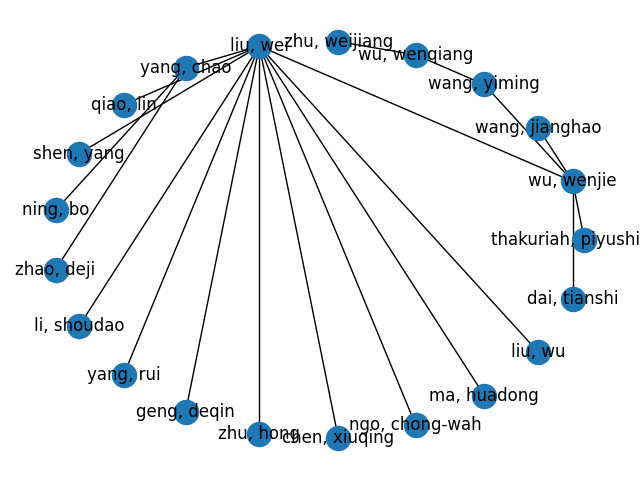 liu, wei
zhu, weijiang
wu, wenqiang
yang, chao
wang, yiming
qiao, lin
wang, jianghao
shen, yang
wu, wenjie
ning, bo
thakuriah, piyushi
zhao, deji
dai, tianshi
li, shoudao
liu, wu
yang, rui
ma, huadong
geng, deqin
ngo, chong-wah
zhu, hong
chen, xiuqing